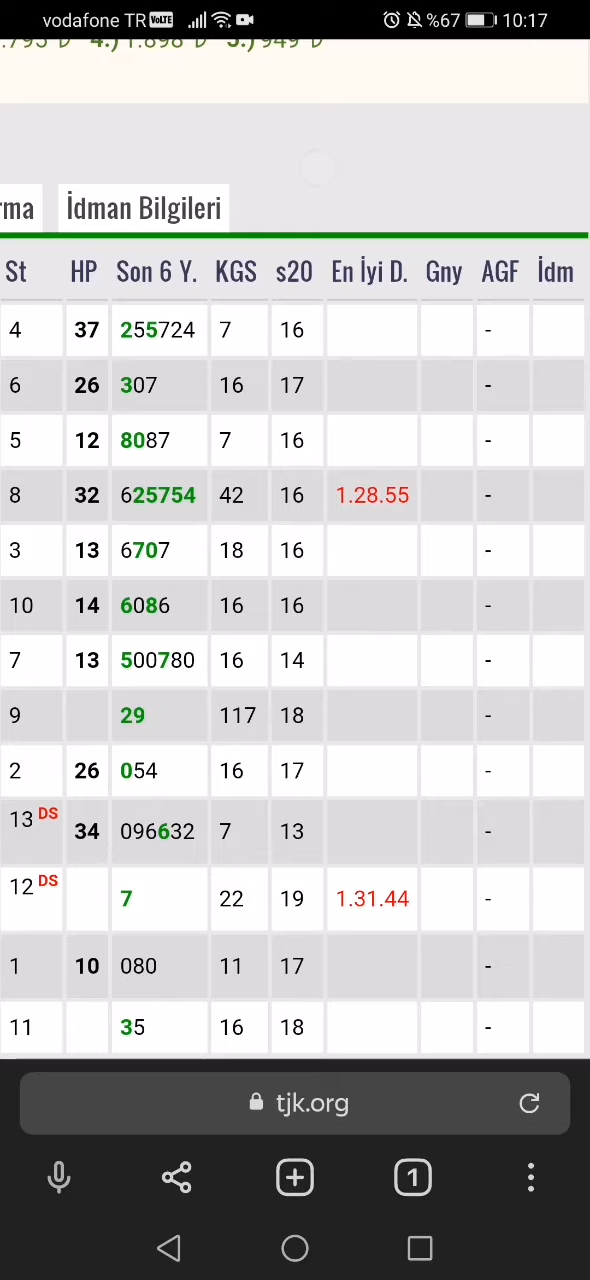 vodafone TR VoLTE %67 10:17
.795 4.) 1.898 5.) 949
rma İdman Bilgileri
St HP Son 6 Y. KGS s20 En İyi D. Gny AGF İdm
4 37 255724 7 16 -
6 26 307 16 17 -
5 12 8087 7 16 -
8 32 625754 42 16 1.28.55 -
3 13 6707 18 16 -
10 14 6086 16 16 -
7 13 500780 16 14 -
9 29 117 18 -
2 26 054 16 17 -
13 DS 34 096632 7 13 -
12 DS 7 22 19 1.31.44 -
1 10 080 11 17 -
11 35 16 18 -
tjk.org
1